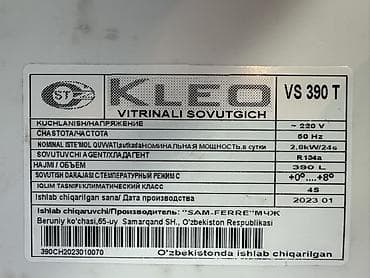 ST
KLEO
VITRINALI SOVUTGICH
VS 390 T
KUCHLANISH/НАПРЯЖЕНИЕ
~ 220 V
CHASTOTA/ЧАСТОТА
50 Hz
NOMINAL ISTE'MOL QUVVATI/sutkada/НОМИНАЛЬНАЯ МОЩНОСТЬ,в сутки
2,8kW/24s
SOVUTUVCHI AGENT/ХЛАДАГЕНТ
R134a
HAJMI / ОБЪЕМ
390 L
SOVUTISH DARAJASI С/ТЕМПЕРАТУРНЫЙ РЕЖИМ С
+0°....+8°
IQLIM TASNIFI/КЛИМАТИЧЕСКИЙ КЛАСС
4S
Ishlab chiqarilgan sana/ Дата производства
2023 01
Ishlab chiqaruvchi/Производитель: "SAM-FERRE" МЧЖ
Beruniy ko'chasi,65-uy Samarqand SH., O'zbekiston Respublikasi
390CH2023010070
O'zbekistonda ishlab chiqarilgan